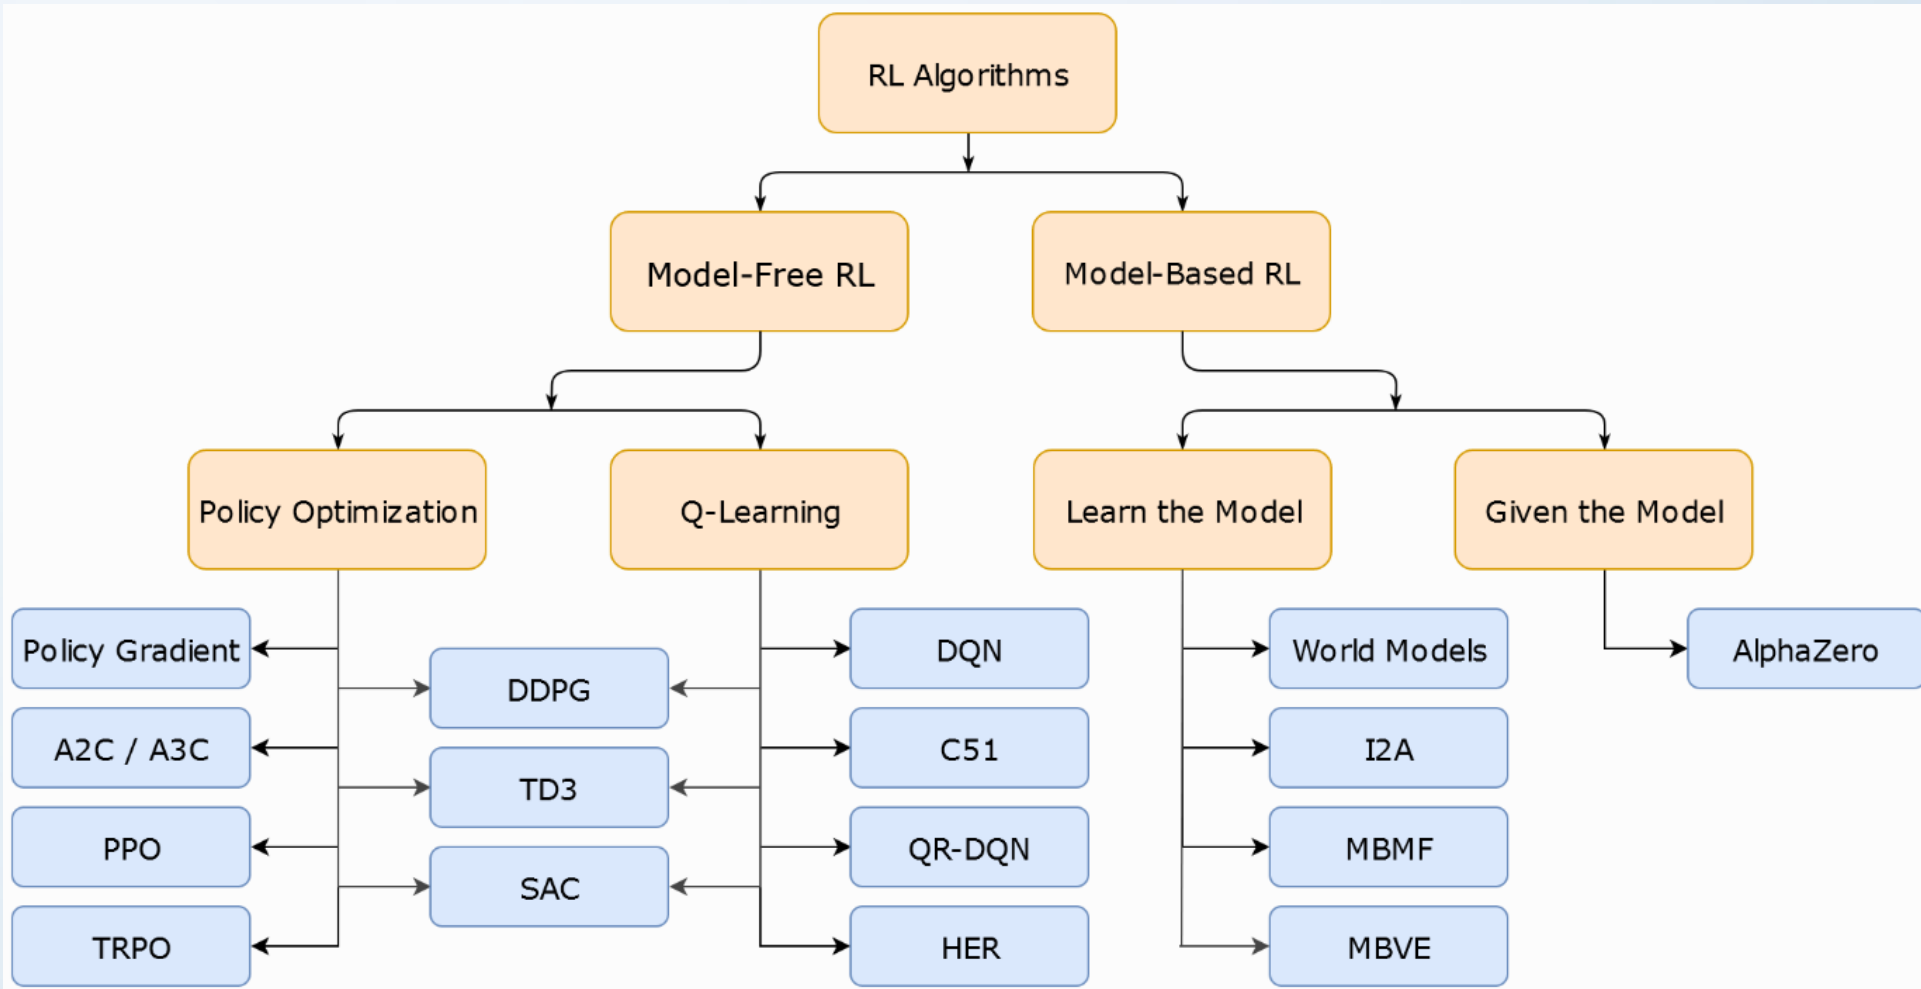 RL Algorithms
Model-Free RL
Model-Based RL
Policy Optimization
Q-Learning
Learn the Model
Given the Model
Policy Gradient
DDPG
DQN
World Models
AlphaZero
A2C / A3C
TD3
C51
I2A
PPO
SAC
QR-DQN
MBMF
TRPO
HER
MBVE